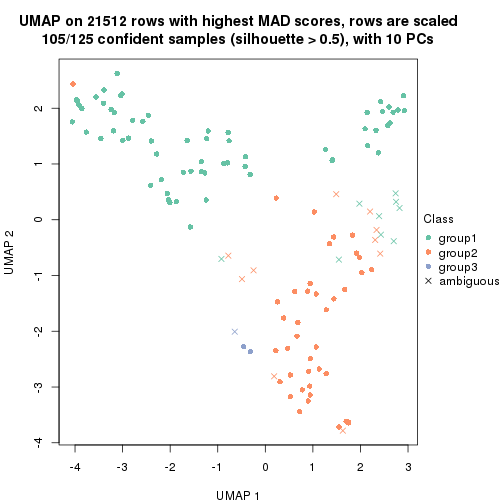 UMAP on 21512 rows with highest MAD scores, rows are scaled
105/125 confident samples (silhouette > 0.5), with 10 PCs
2
1
0
-1
-2
-3
-4
UMAP 2
-4 -3 -2 -1 0 1 2 3
UMAP 1
Class
group1
group2
group3
ambiguous